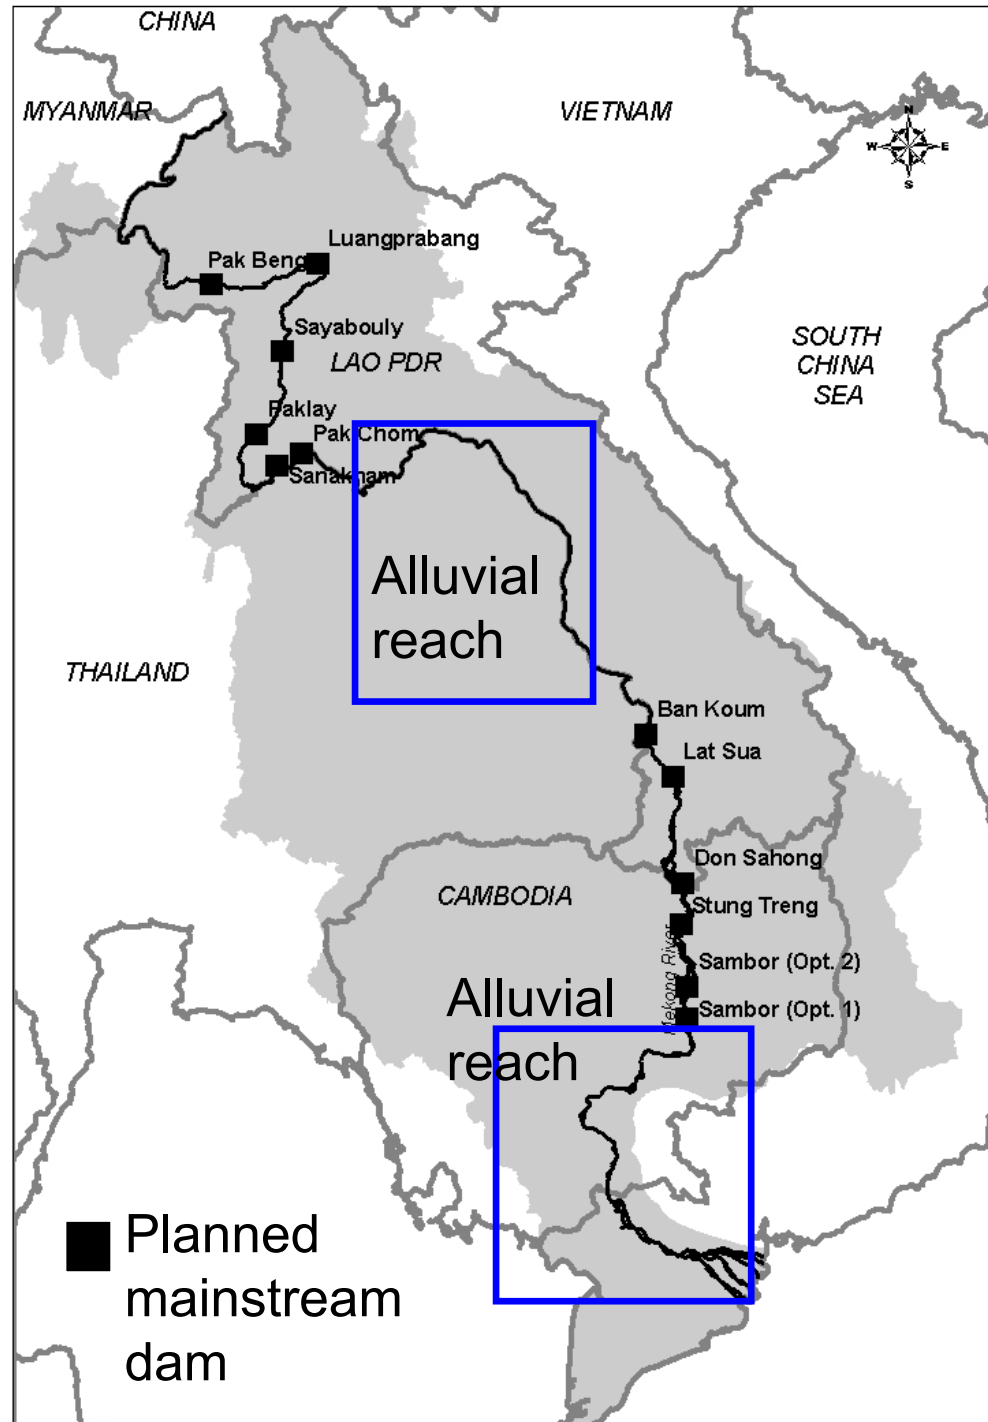 CHINA
MYANMAR
VIETNAM
N
W E
S
Luangprabang
Pak Beng
Sayabouly
LAO PDR
SOUTH
CHINA
SEA
Paklay
Pak Chom
Sanakham
Alluvial
reach
THAILAND
Ban Koum
Lat Sua
Don Sahong
CAMBODIA
Stung Treng
Mekong River
Sambor (Opt. 2)
Alluvial
reach
Sambor (Opt. 1)
Planned
mainstream
dam